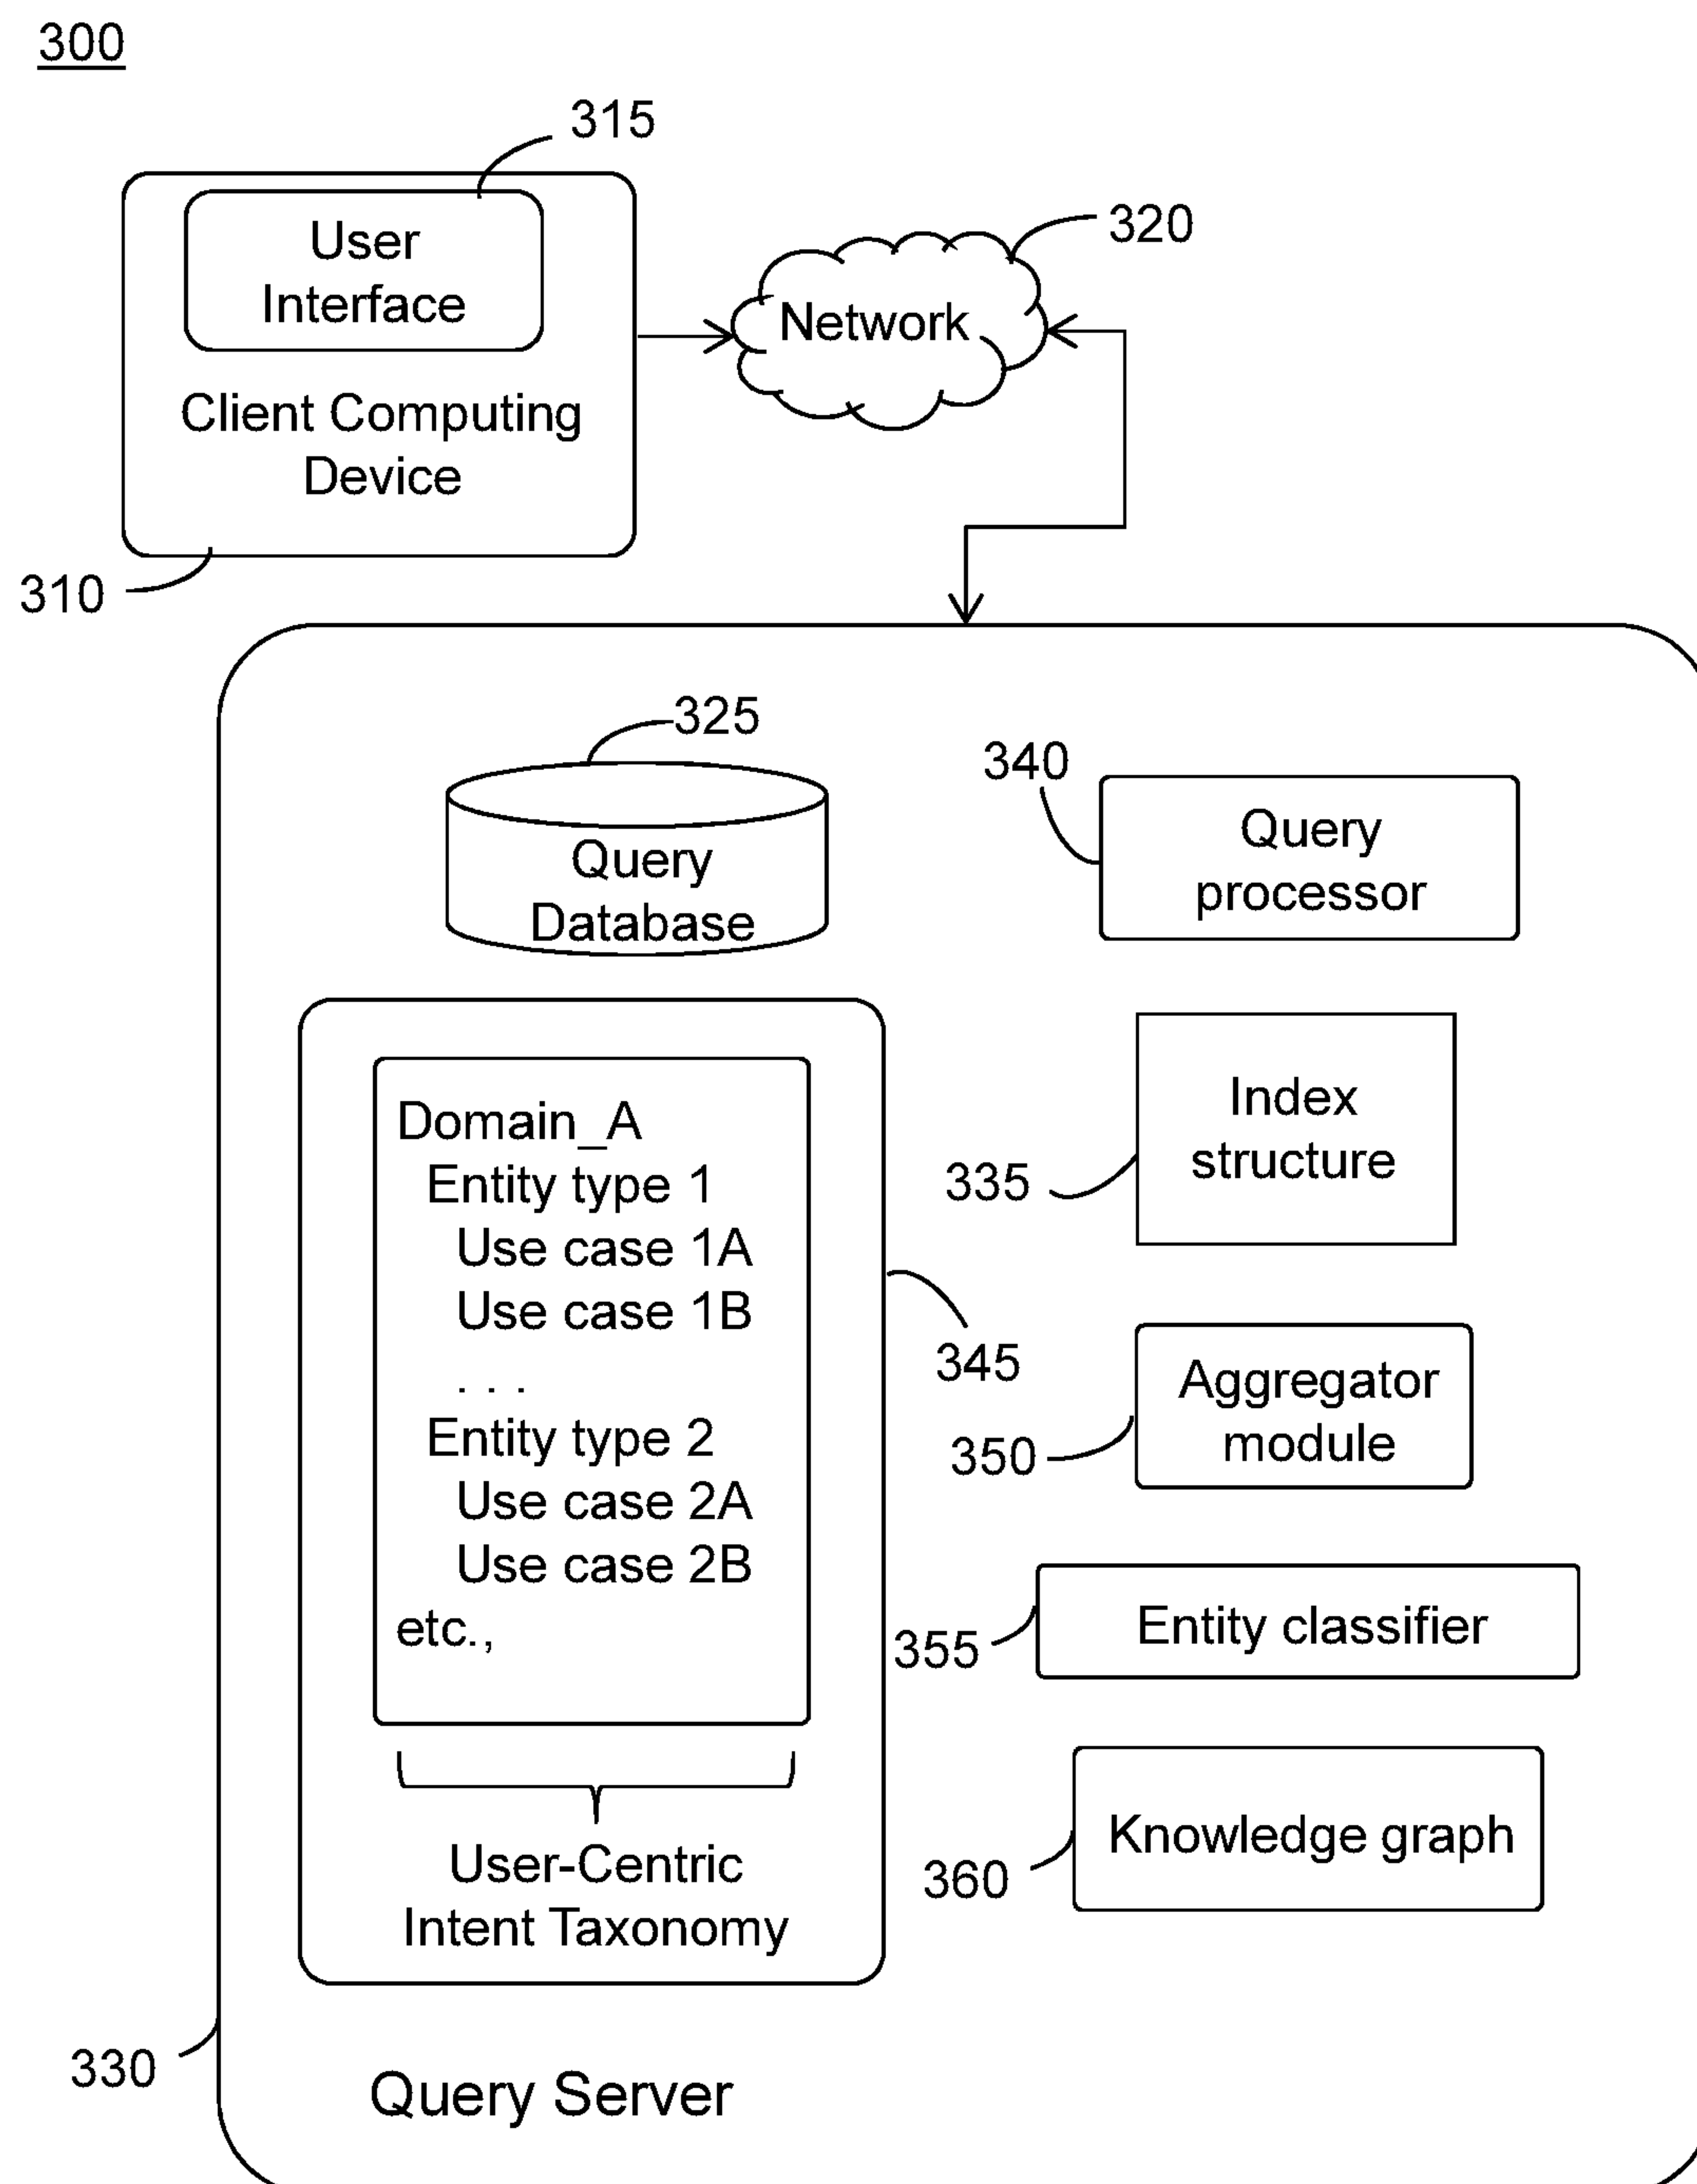 300
315
User
Interface
Client Computing
Device
310
320
Network
325
Query
Database
340
Query
processor
Index
structure
335
Domain_A
Entity type 1
Use case 1A
Use case 1B
. . .
Entity type 2
Use case 2A
Use case 2B
etc.,
345
Aggregator
module
350
Entity classifier
355
Knowledge graph
360
User-Centric
Intent Taxonomy
330
Query Server